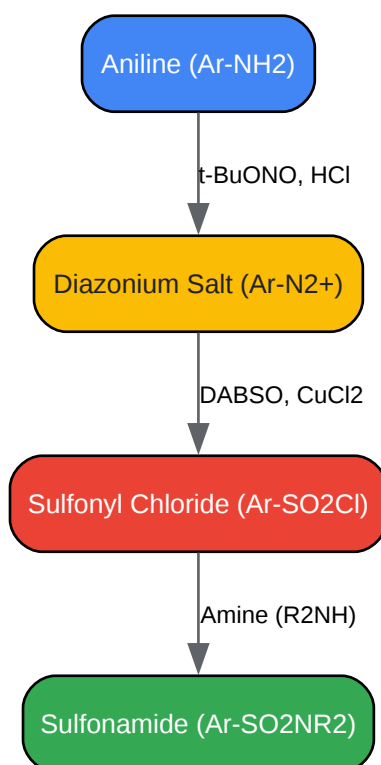 Aniline (Ar-NH2)
t-BuONO, HCl
Diazonium Salt (Ar-N2+)
DABSO, CuCl2
Sulfonyl Chloride (Ar-SO2Cl)
Amine (R2NH)
Sulfonamide (Ar-SO2NR2)